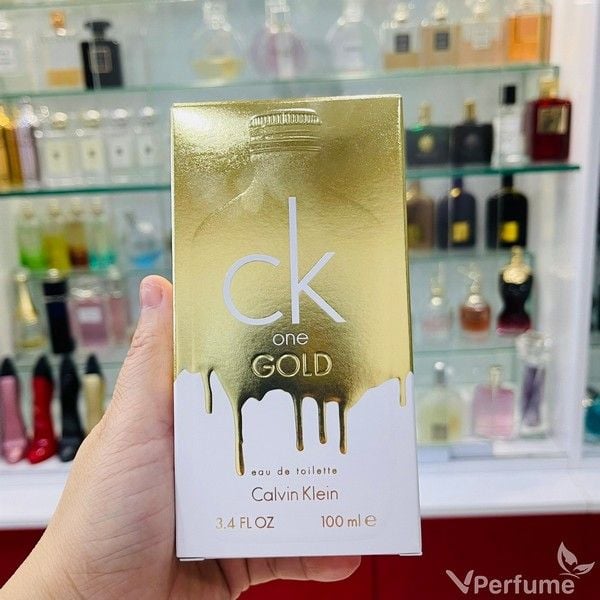 ck
one
GOLD
eau de toilette
Calvin Klein
3,4 FL OZ 100 ml e
VPerfume